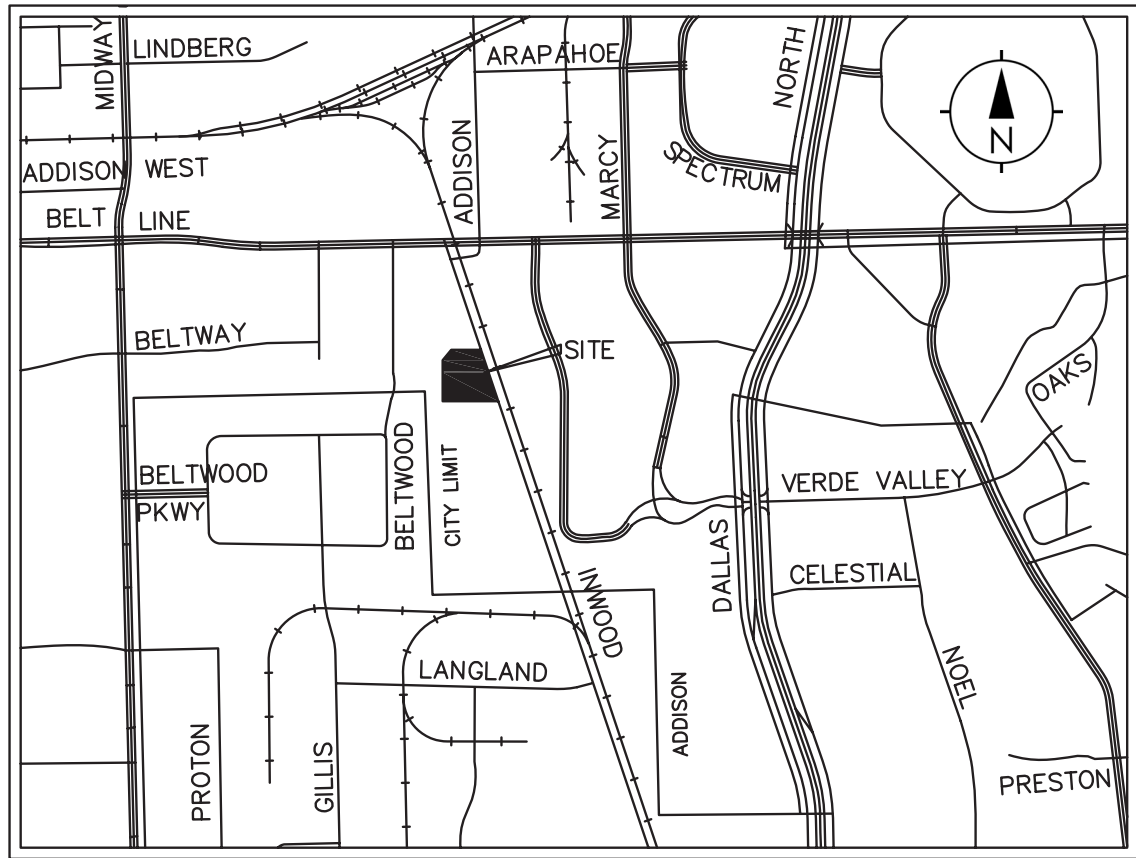 MIDWAY
LINDBERG
ARAPAHOE
NORTH
N
ADDISON WEST
ADDISON
MARCY
SPECTRUM
BELT LINE
BELTWAY
SITE
OAKS
BELTWOOD
PKWY
BELTWOOD
CITY LIMIT
VERDE VALLEY
INWOOD
DALLAS
CELESTIAL
LANGLAND
ADDISON
NOEL
PROTON
GILLIS
PRESTON